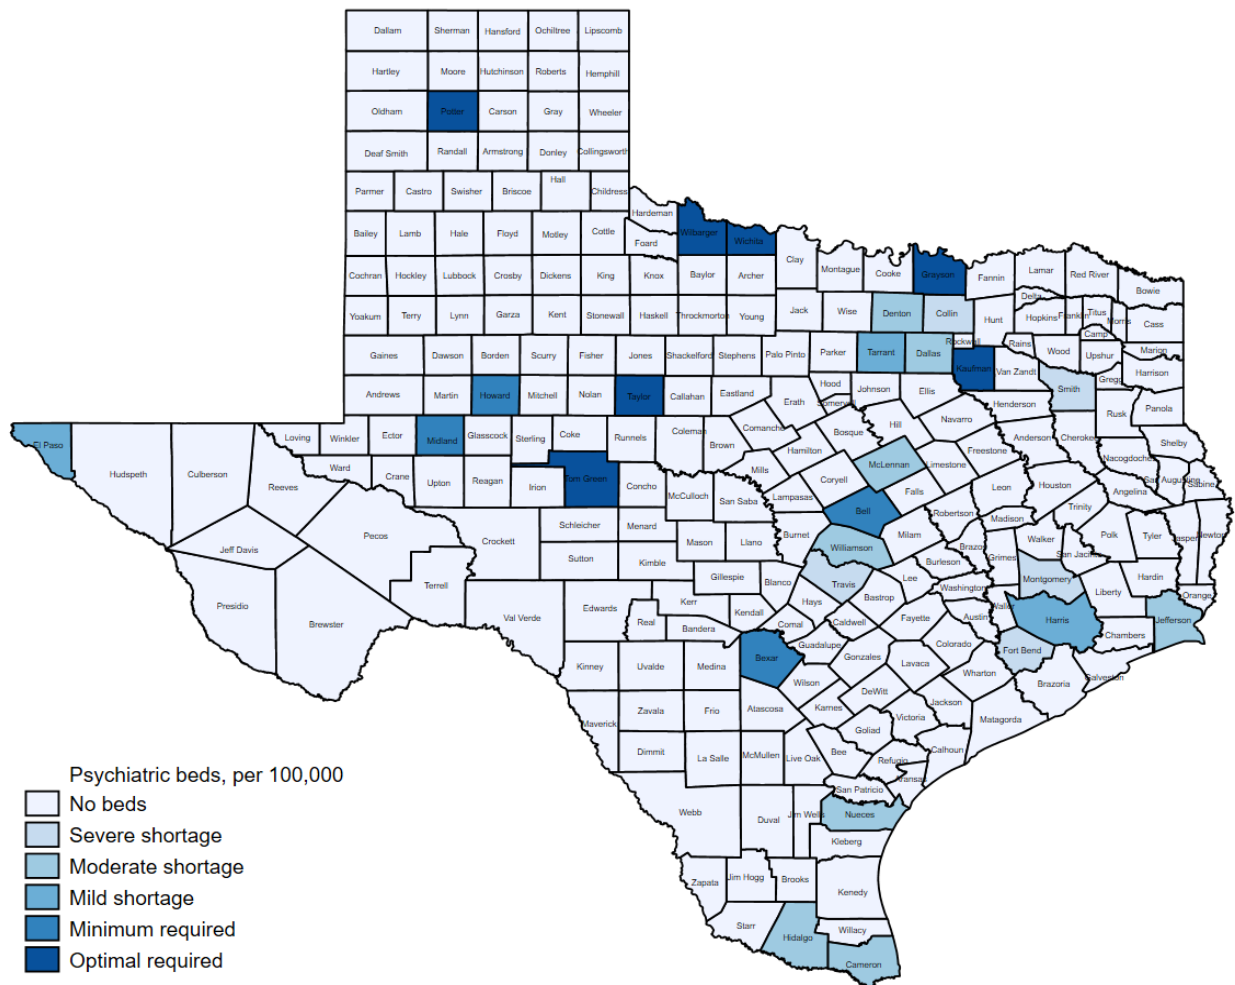 Dallam Sherman Hansford Ochiltree Lipscomb
Hartley Moore Hutchinson Roberts Hemphill
Oldham Potter Carson Gray Wheeler
Deaf Smith Randall Armstrong Donley Collingsworth
Parmer Castro Swisher Briscoe Hall Childress
Hardeman
Bailey Lamb Hale Floyd Motley Cottle Foard Wilbarger Wichita
Clay Montague Cooke Grayson Fannin Lamar Red River Bowie
Cochran Hockley Lubbock Crosby Dickens King Knox Baylor Archer
Delta
Yoakum Terry Lynn Garza Kent Stonewall Haskell Throckmorton Young Jack Wise Denton Collin Hunt Hopkins Franklin Titus Morris Cass
Rockwall Rains Camp
Gaines Dawson Borden Scurry Fisher Jones Shackelford Stephens Palo Pinto Parker Tarrant Dallas Kaufman Van Zandt Wood Upshur Marion
Harrison
Andrews Martin Howard Mitchell Nolan Taylor Callahan Eastland Erath Hood Johnson Ellis Henderson Smith Gregg
Somervell Rusk Panola
El Paso Hudspeth Culberson Reeves Loving Winkler Ector Midland Glasscock Sterling Coke Runnels Coleman Brown Comanche Bosque Hill Navarro Anderson Cherokee Shelby
Hamilton Freestone Nacogdoches
Ward Crane Upton Reagan Irion Tom Green Concho McCulloch San Saba Mills Lampasas Coryell McLennan Limestone Falls Leon Houston Angelina San Augustine Sabine
Trinity
Jeff Davis Pecos Crockett Schleicher Menard Mason Llano Burnet Bell Milam Robertson Madison Walker Polk Tyler Jasper Newton
Brazos San Jacinto
Presidio Brewster Terrell Sutton Kimble Gillespie Blanco Williamson Burleson Grimes
Travis Lee Washington Montgomery Liberty Hardin
Orange
Val Verde Edwards Real Kerr Kendall Hays Bastrop Fayette Austin Waller Harris Chambers Jefferson
Bandera Comal Caldwell
Kinney Uvalde Medina Bexar Guadalupe Gonzales Lavaca Colorado Fort Bend
Wilson Wharton Brazoria Galveston
Maverick Zavala Frio Atascosa Karnes DeWitt Jackson Matagorda
Goliad Victoria
Dimmit La Salle McMullen Live Oak Bee Refugio Calhoun
Aransas
San Patricio
Webb Duval Jim Wells Nueces
Kleberg
Zapata Jim Hogg Brooks Kenedy
Starr Hidalgo Willacy
Cameron
Psychiatric beds, per 100,000
No beds
Severe shortage
Moderate shortage
Mild shortage
Minimum required
Optimal required